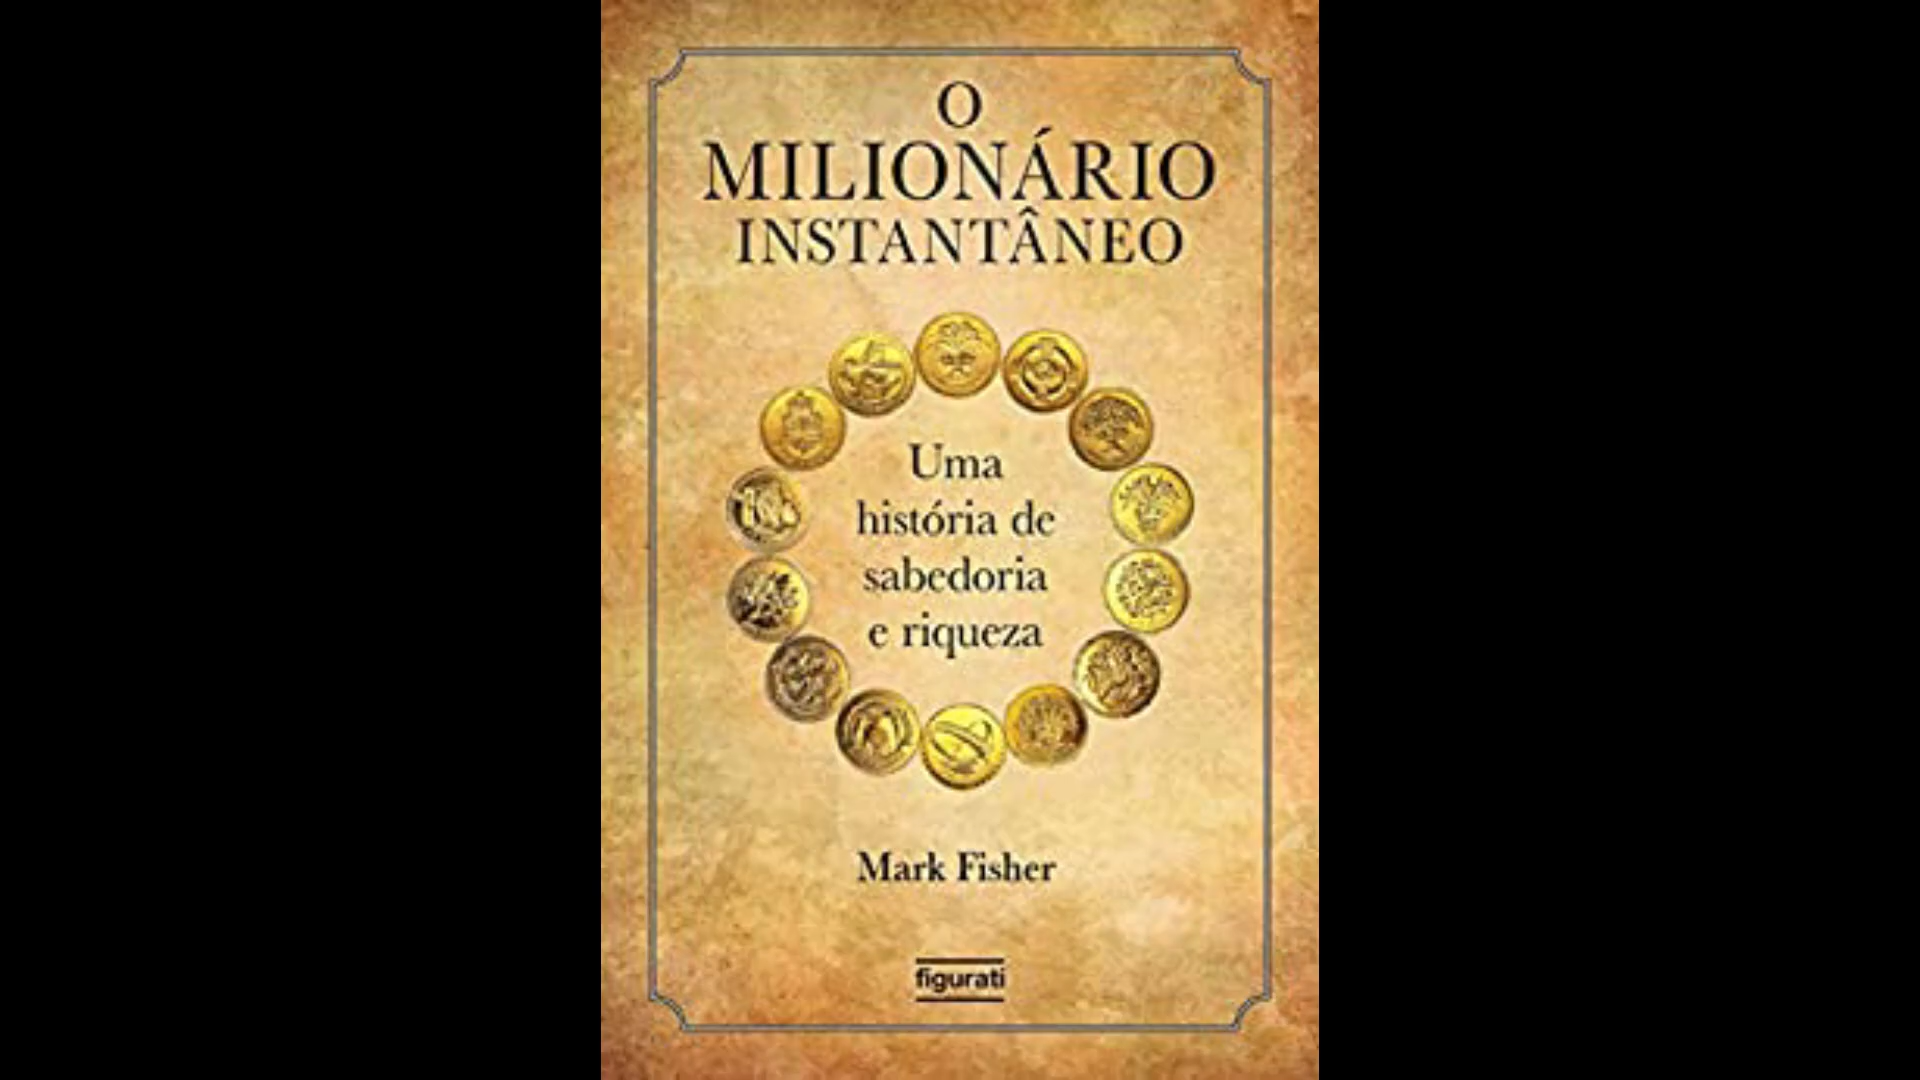 O
MILIONÁRIO
INSTANTÂNEO
Uma
história de
sabedoria
e riqueza
Mark Fisher
figurati